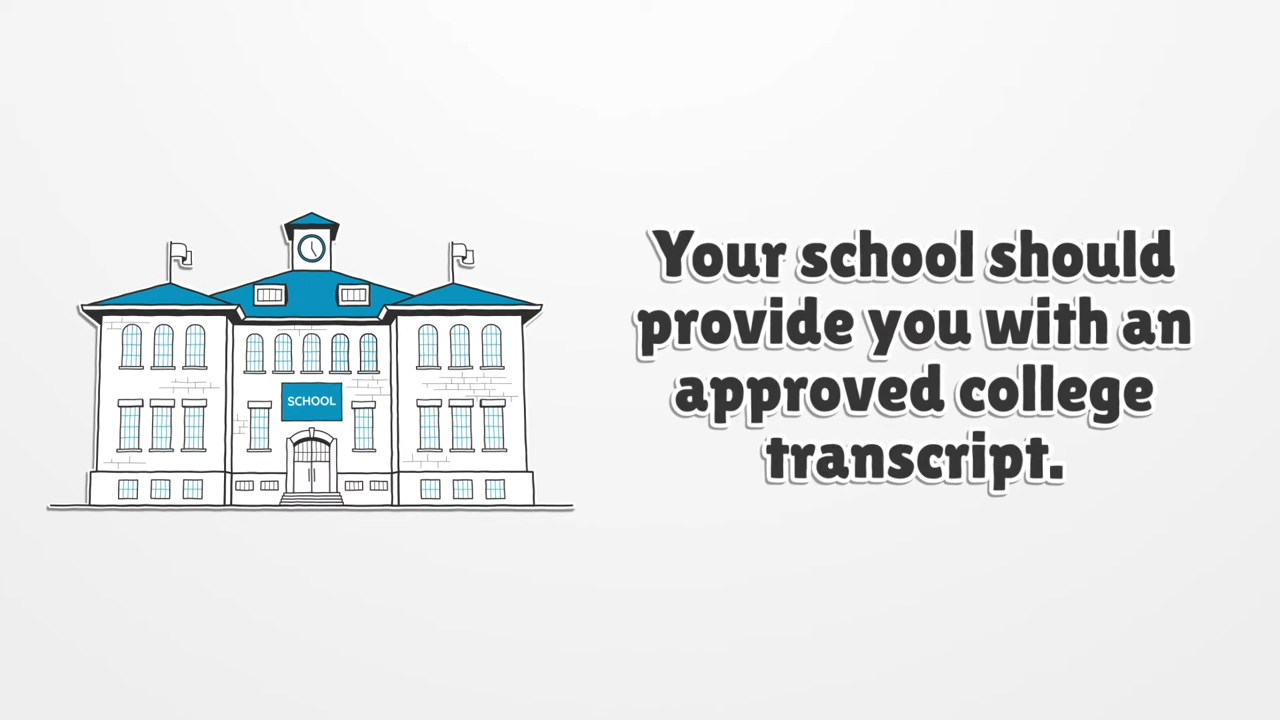 SCHOOL
Your school should
provide you with an
approved college
transcript.